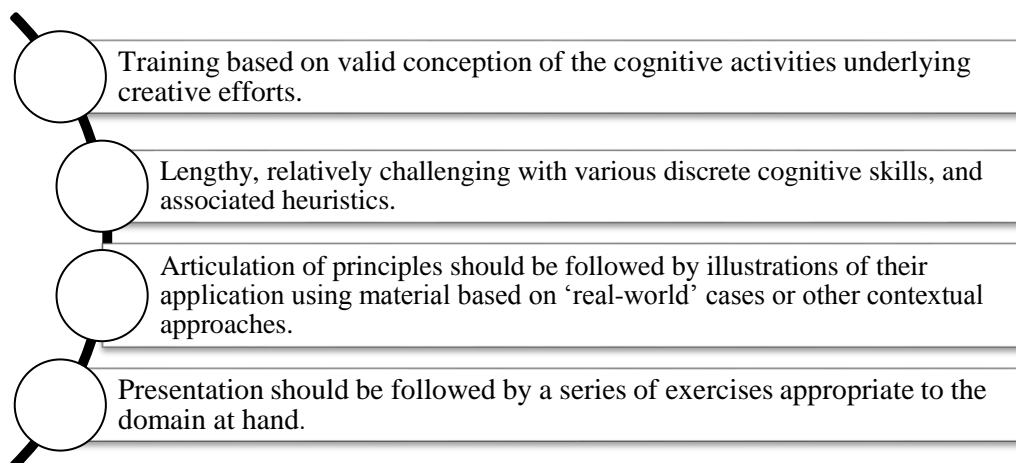 Training based on valid conception of the cognitive activities underlying
creative efforts.
Lengthy, relatively challenging with various discrete cognitive skills, and
associated heuristics.
Articulation of principles should be followed by illustrations of their
application using material based on ‘real-world’ cases or other contextual
approaches.
Presentation should be followed by a series of exercises appropriate to the
domain at hand.